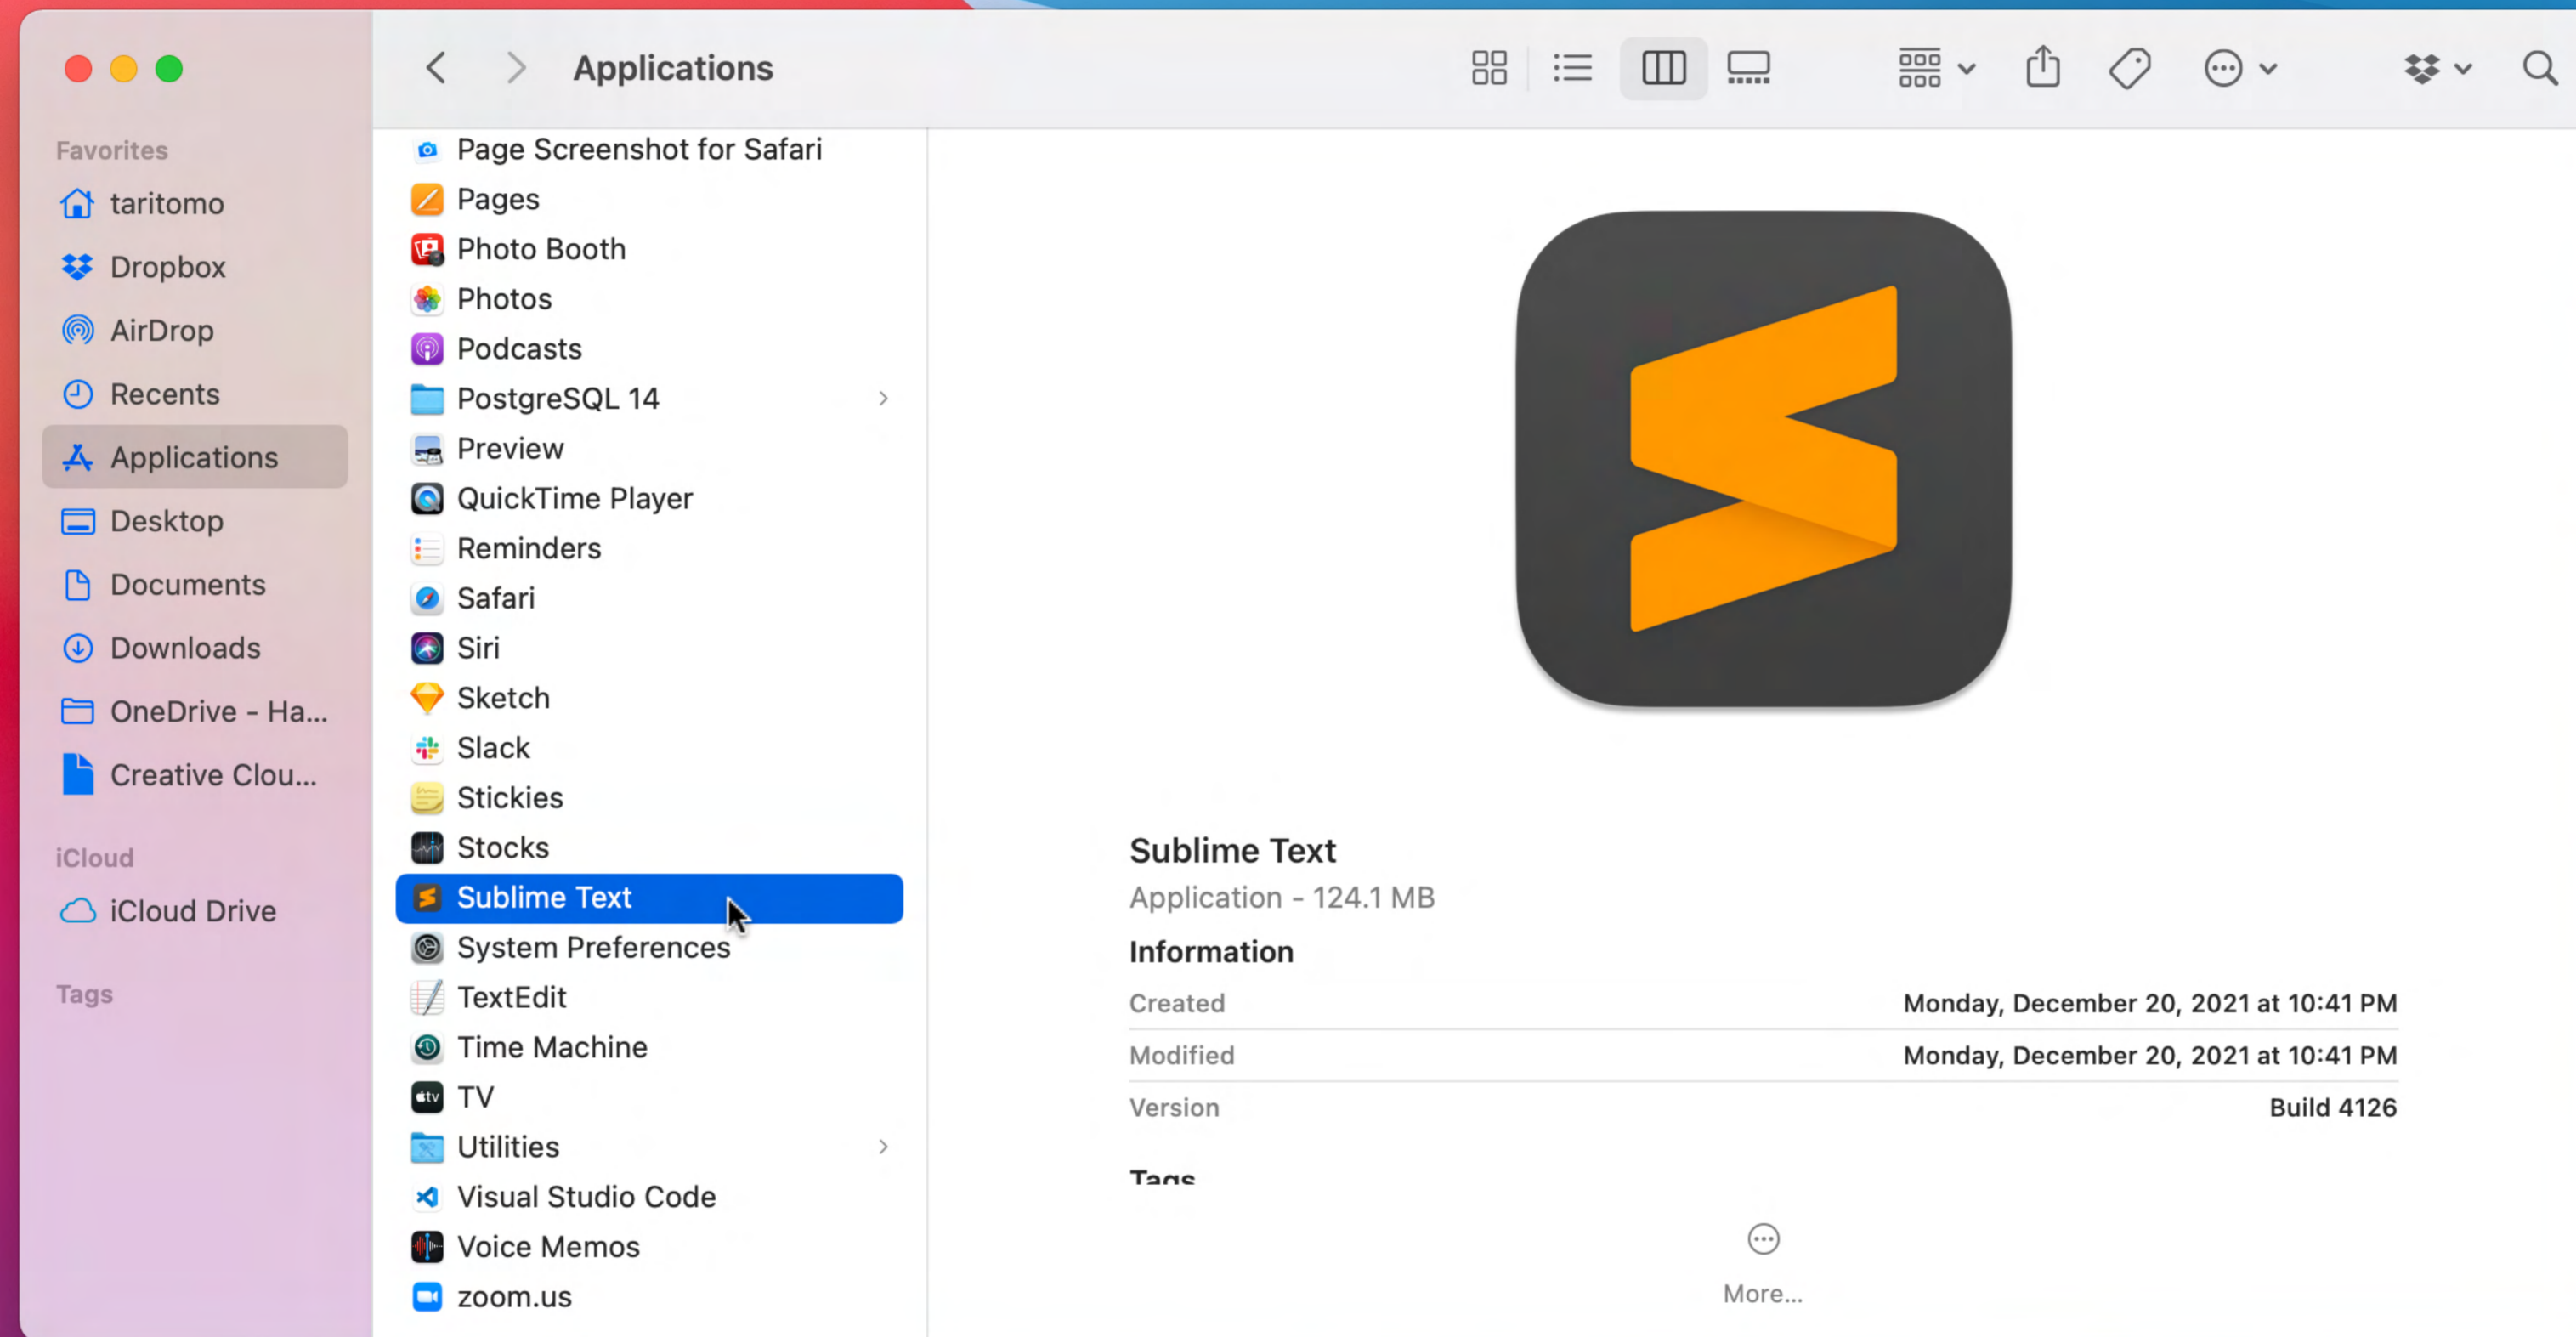 Applications
Favorites
taritomo
Dropbox
AirDrop
Recents
Applications
Desktop
Documents
Downloads
OneDrive - Ha...
Creative Clou...
iCloud
iCloud Drive
Tags
Page Screenshot for Safari
Pages
Photo Booth
Photos
Podcasts
PostgreSQL 14
Preview
QuickTime Player
Reminders
Safari
Siri
Sketch
Slack
Stickies
Stocks
Sublime Text
System Preferences
TextEdit
Time Machine
TV
Utilities
Visual Studio Code
Voice Memos
zoom.us
Sublime Text
Application - 124.1 MB
Information
Created Monday, December 20, 2021 at 10:41 PM
Modified Monday, December 20, 2021 at 10:41 PM
Version Build 4126
Tags
More...